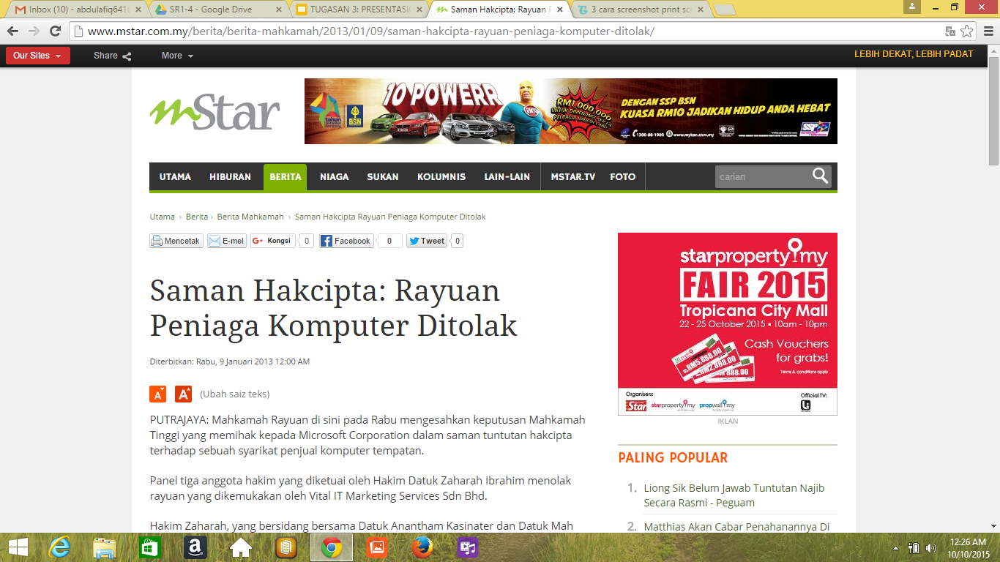 Inbox (10) - abdulafiq641
SR1-4 - Google Drive
TUGASAN 3: PRESENTASI
Saman Hakcipta: Rayuan P
3 cara screenshot print scr
www.mstar.com.my/berita/berita-mahkamah/2013/01/09/saman-hakcipta-rayuan-peniaga-komputer-ditolak/
Our Sites
Share
More
LEBIH DEKAT, LEBIH PADAT
mStar
BSN
10 POWERR
RM1,000,000
DENGAN SSP BSN
KUASA RM10 JADIKAN HIDUP ANDA HEBAT
1300-88-1900
www.mybsn.com.my
SSP
UTAMA HIBURAN BERITA NIAGA SUKAN KOLUMNIS LAIN-LAIN MSTAR.TV FOTO
carian
Utama › Berita › Berita Mahkamah › Saman Hakcipta Rayuan Peniaga Komputer Ditolak
Mencetak E-mel Kongsi 0 Facebook 0 Tweet 0
Saman Hakcipta: Rayuan
Peniaga Komputer Ditolak
Diterbitkan: Rabu, 9 Januari 2013 12:00 AM
A A (Ubah saiz teks)
PUTRAJAYA: Mahkamah Rayuan di sini pada Rabu mengesahkan keputusan Mahkamah
Tinggi yang memihak kepada Microsoft Corporation dalam saman tuntutan hakcipta
terhadap sebuah syarikat penjual komputer tempatan.
Panel tiga anggota hakim yang diketuai oleh Hakim Datuk Zaharah Ibrahim menolak
rayuan yang dikemukakan oleh Vital IT Marketing Services Sdn Bhd.
Hakim Zaharah, yang bersidang bersama Datuk Anantham Kasinater dan Datuk Mah
starproperty.my
FAIR 2015
Tropicana City Mall
22 - 25 October 2015 • 10am - 10pm
Cash Vouchers
for grabs!
Terms & conditions apply
RM5,888.00
Organisers:
Official TV:
Star
starproperty.my
propwall.my
IKLAN
PALING POPULAR
1. Liong Sik Belum Jawab Tuntutan Najib
Secara Rasmi - Peguam
2. Matthias Akan Cabar Penahanannya Di
12:26 AM
10/10/2015